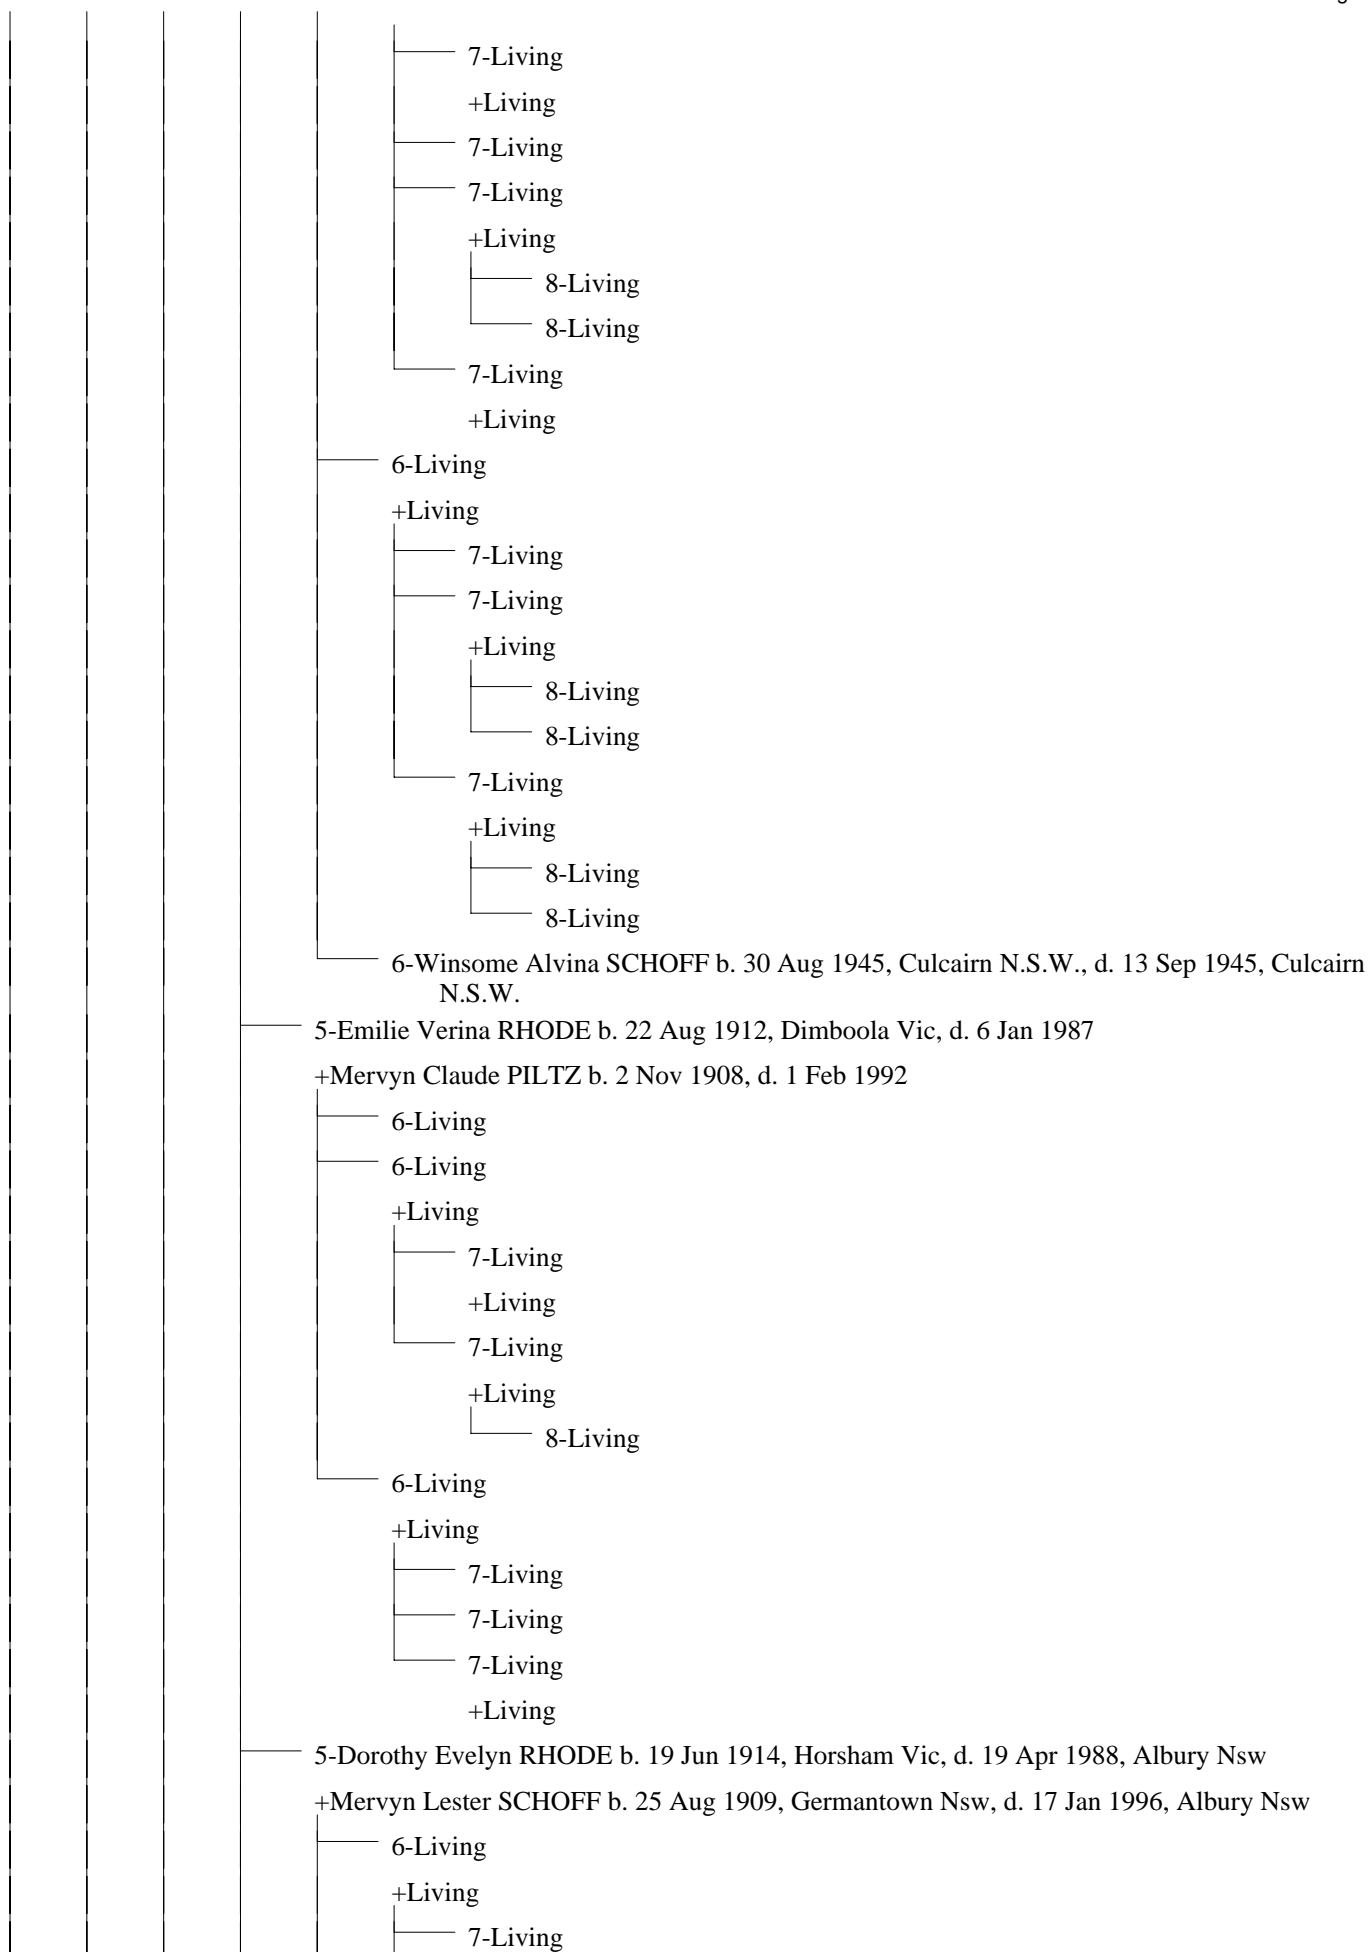 7-Living
+Living
7-Living
7-Living
+Living
8-Living
8-Living
7-Living
+Living
6-Living
+Living
7-Living
7-Living
+Living
8-Living
8-Living
7-Living
+Living
8-Living
8-Living
6-Winsome Alvina SCHOFF b. 30 Aug 1945, Culcairn N.S.W., d. 13 Sep 1945, Culcairn
N.S.W.
5-Emilie Verina RHODE b. 22 Aug 1912, Dimboola Vic, d. 6 Jan 1987
+Mervyn Claude PILTZ b. 2 Nov 1908, d. 1 Feb 1992
6-Living
6-Living
+Living
7-Living
+Living
7-Living
+Living
8-Living
6-Living
+Living
7-Living
7-Living
7-Living
+Living
5-Dorothy Evelyn RHODE b. 19 Jun 1914, Horsham Vic, d. 19 Apr 1988, Albury Nsw
+Mervyn Lester SCHOFF b. 25 Aug 1909, Germantown Nsw, d. 17 Jan 1996, Albury Nsw
6-Living
+Living
7-Living